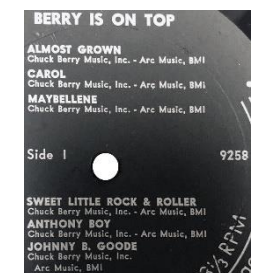 BERRY IS ON TOP
ALMOST GROWN
Chuck Berry Music, Inc. - Arc Music, BMI
CAROL
Chuck Berry Music, Inc. - Arc Music, BMI
MAYBELLENE
Chuck Berry Music, Inc. - Arc Music, BMI
Side 1 9258
SWEET LITTLE ROCK & ROLLER
Chuck Berry Music, Inc. - Arc Music, BMI
ANTHONY BOY
Chuck Berry Music, Inc. - Arc Music, BMI
JOHNNY B. GOODE
Chuck Berry Music, Inc.
Arc Music, BMI
⅓ RPM